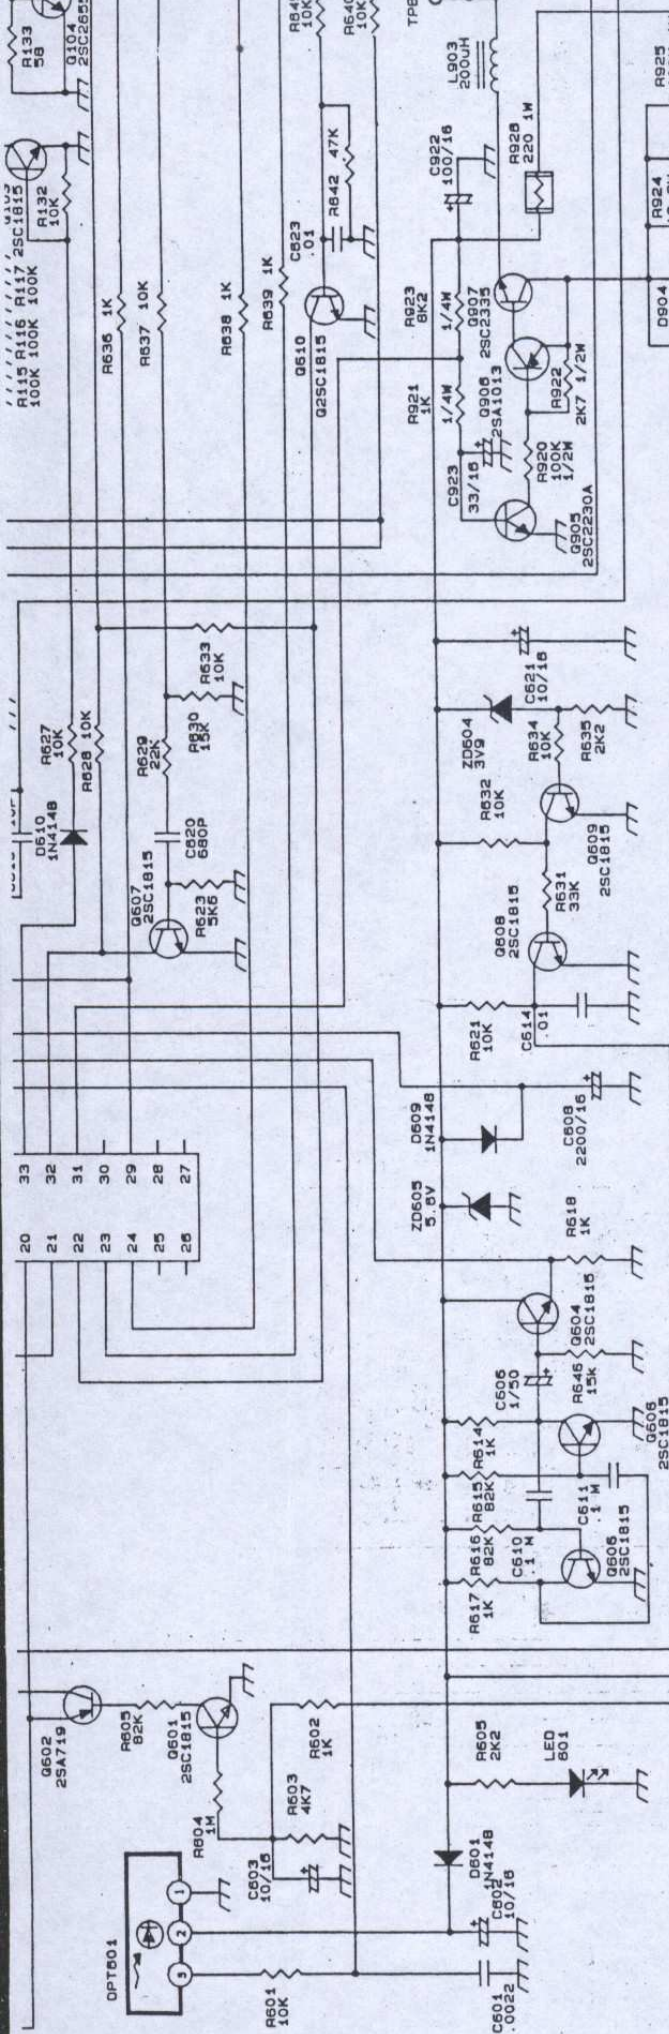 R133
58
Q104
2SC2655
R132
10K
2SC1815
R115 R116 R117
100K 100K 100K
R636 1K
R637 10K
R638 1K
R639 1K
10K
R640
10K
C623
.01
R642 47K
Q610
Q2SC1815
L903
200uH
C922
100/16
R928
220 1W
R925
R924
D904
R923
8K2
1/4W
Q907
2SC2335
R921
1K
1/4W
Q906
2SA1013
R922
2K7 1/2W
R920
100K
1/2W
C923
33/16
Q905
2SC2230A
R633
10K
R627
10K
R628 10K
R629
22K
R630
15K
D610
1N4148
C620
680P
Q607
2SC1815
R623
5K6
C621
10/16
ZD604
3V9
R634
10K
R635
2K2
R632
10K
Q609
2SC1815
R631
33K
Q608
2SC1815
R621
10K
C614
.01
D609
1N4148
C608
2200/16
ZD605
5.6V
R618
1K
Q604
2SC1815
C606
1/50
R646
15k
Q606
2SC1815
R614
1K
R615
82K
C611
.1 M
R616
82K
C610
.1 M
Q606
2SC1815
R617
1K
33
32
31
30
29
28
27
20
21
22
23
24
25
26
Q602
2SA719
R605
82K
Q601
2SC1815
R604
1M
R602
1K
R603
4K7
C603
10/16
R605
2K2
LED
601
D601
1N4148
C602
10/16
OPT601
1
2
3
R601
10K
C601
.0022